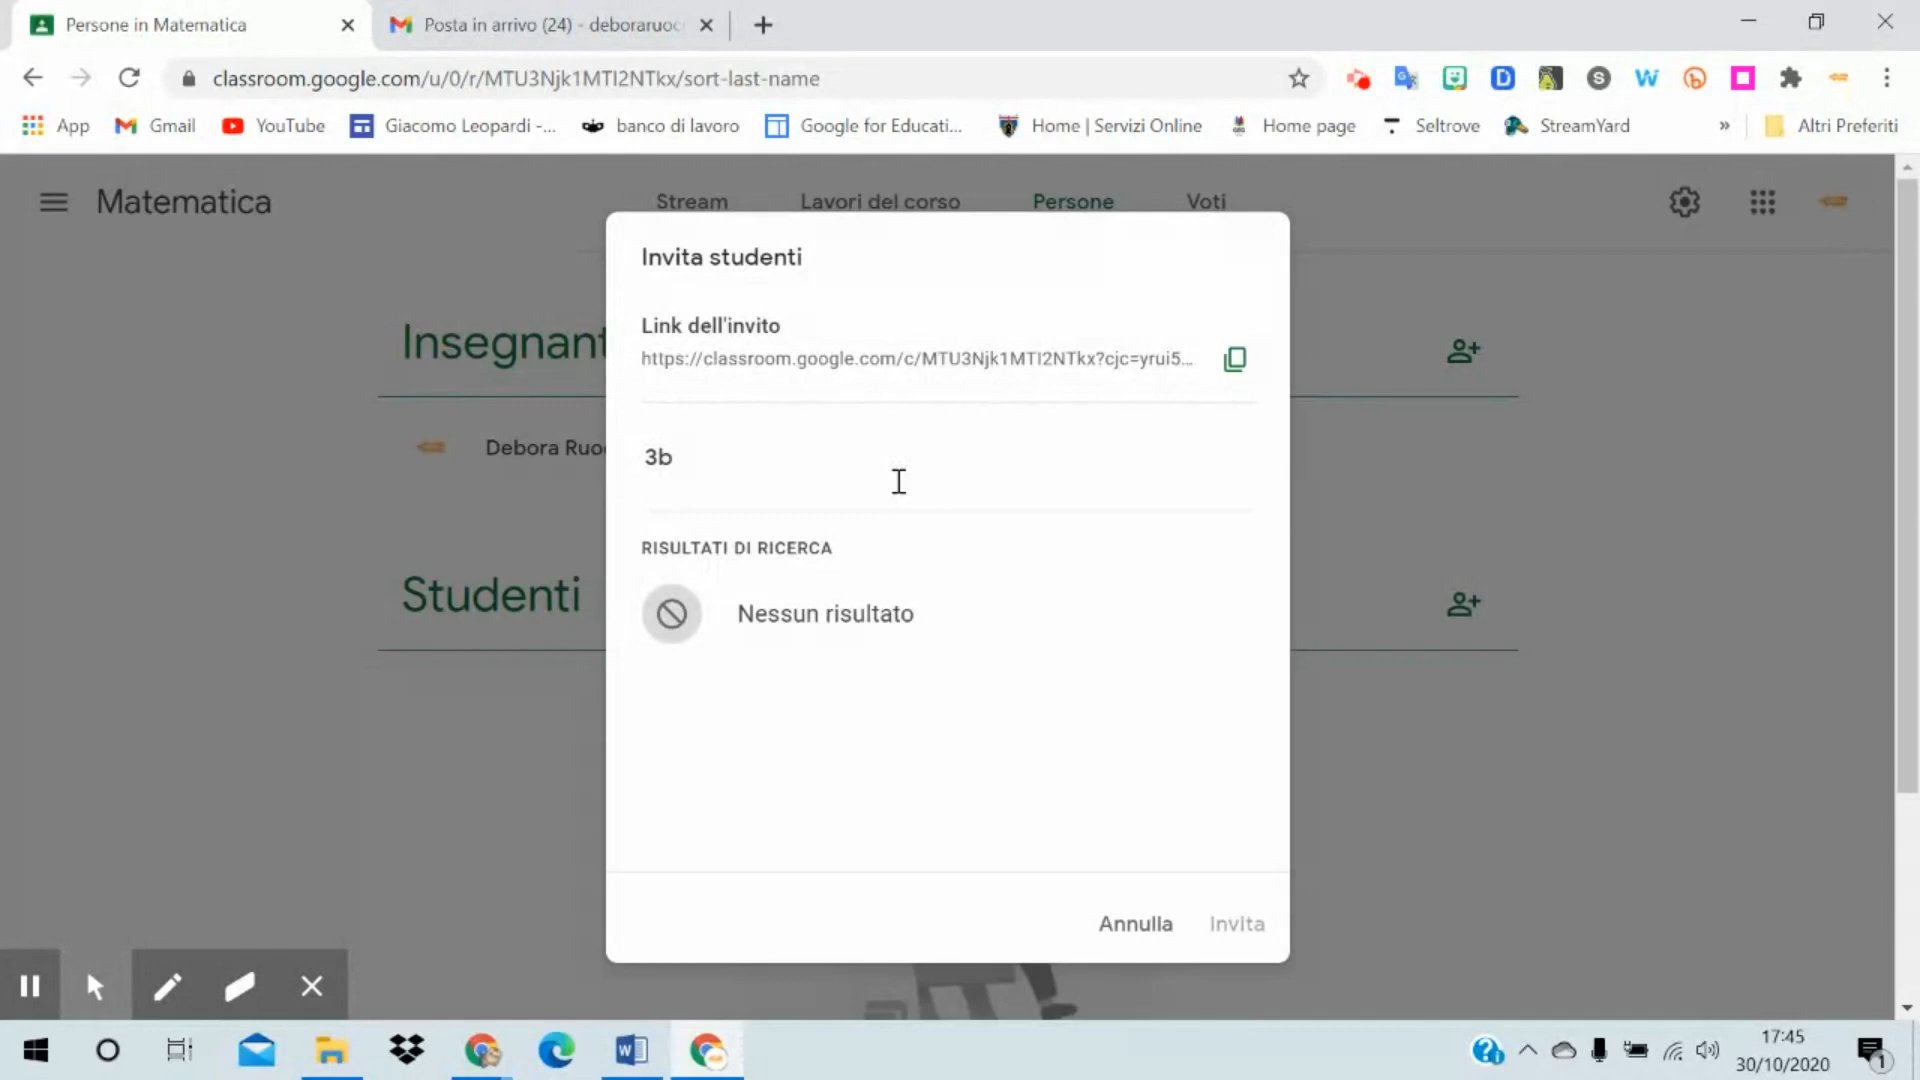 Persone in Matematica
Posta in arrivo (24) - deboraruoc
classroom.google.com/u/0/r/MTU3Njk1MTI2NTkx/sort-last-name
App
Gmail
YouTube
Giacomo Leopardi -...
banco di lavoro
Google for Educati...
Home | Servizi Online
Home page
Seltrove
StreamYard
»
Altri Preferiti
Matematica
Stream
Lavori del corso
Persone
Voti
Invita studenti
Link dell'invito
https://classroom.google.com/c/MTU3Njk1MTI2NTkx?cjc=yrui5...
Insegnant
Debora Ruo
3b
RISULTATI DI RICERCA
Nessun risultato
Studenti
Annulla
Invita
17:45
30/10/2020
1